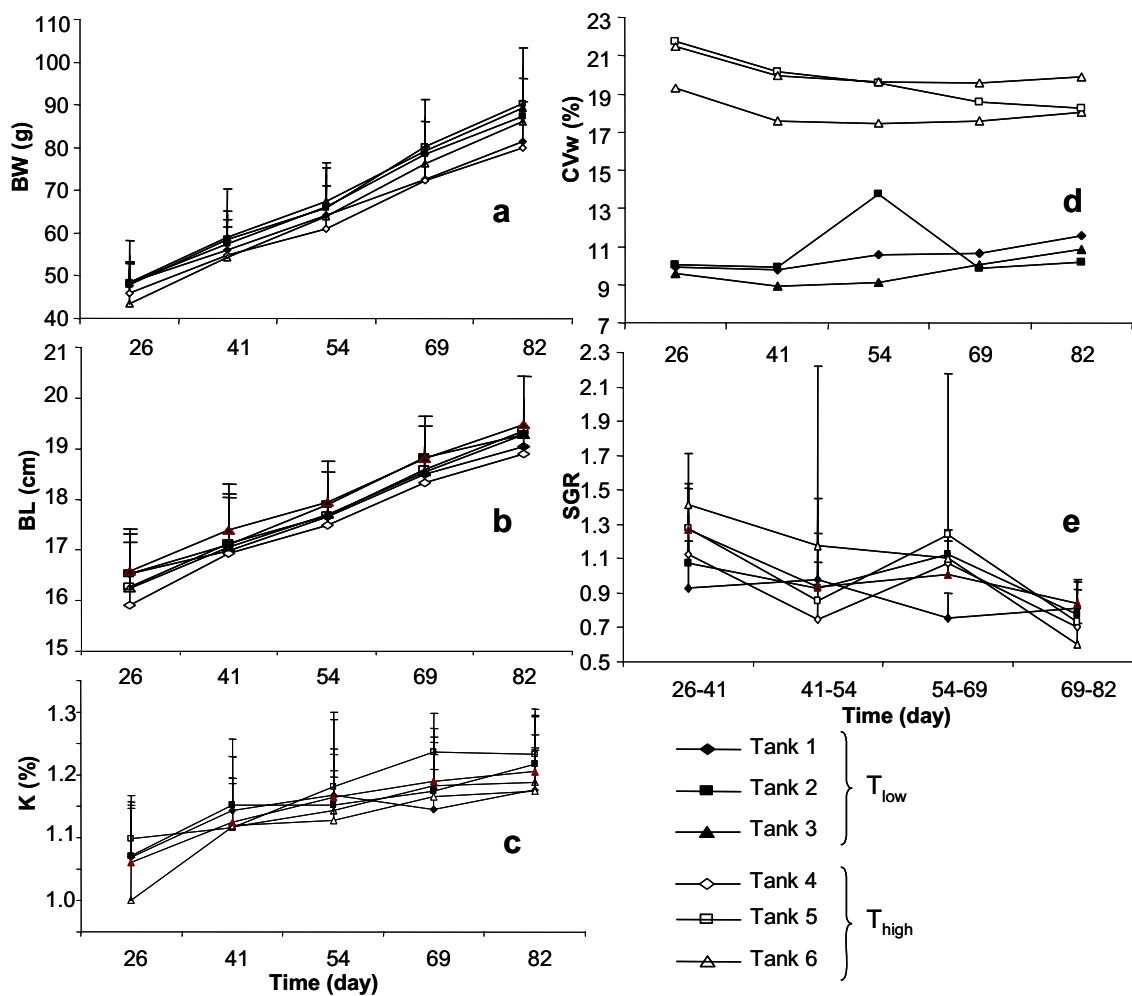 110
100
90
80
70
60
50
40
BW (g)
a
26 41 54 69 82
21
20
19
18
17
16
15
BL (cm)
b
26 41 54 69 82
1.3
1.2
1.1
1.0
K (%)
c
26 41 54 69 82
Time (day)
23
21
19
17
15
13
11
9
7
CVw (%)
d
26 41 54 69 82
2.3
2.1
1.9
1.7
1.5
1.3
1.1
0.9
0.7
0.5
SGR
e
26-41 41-54 54-69 69-82
Time (day)
Tank 1
Tank 2
Tank 3
Tlow
Tank 4
Tank 5
Tank 6
Thigh